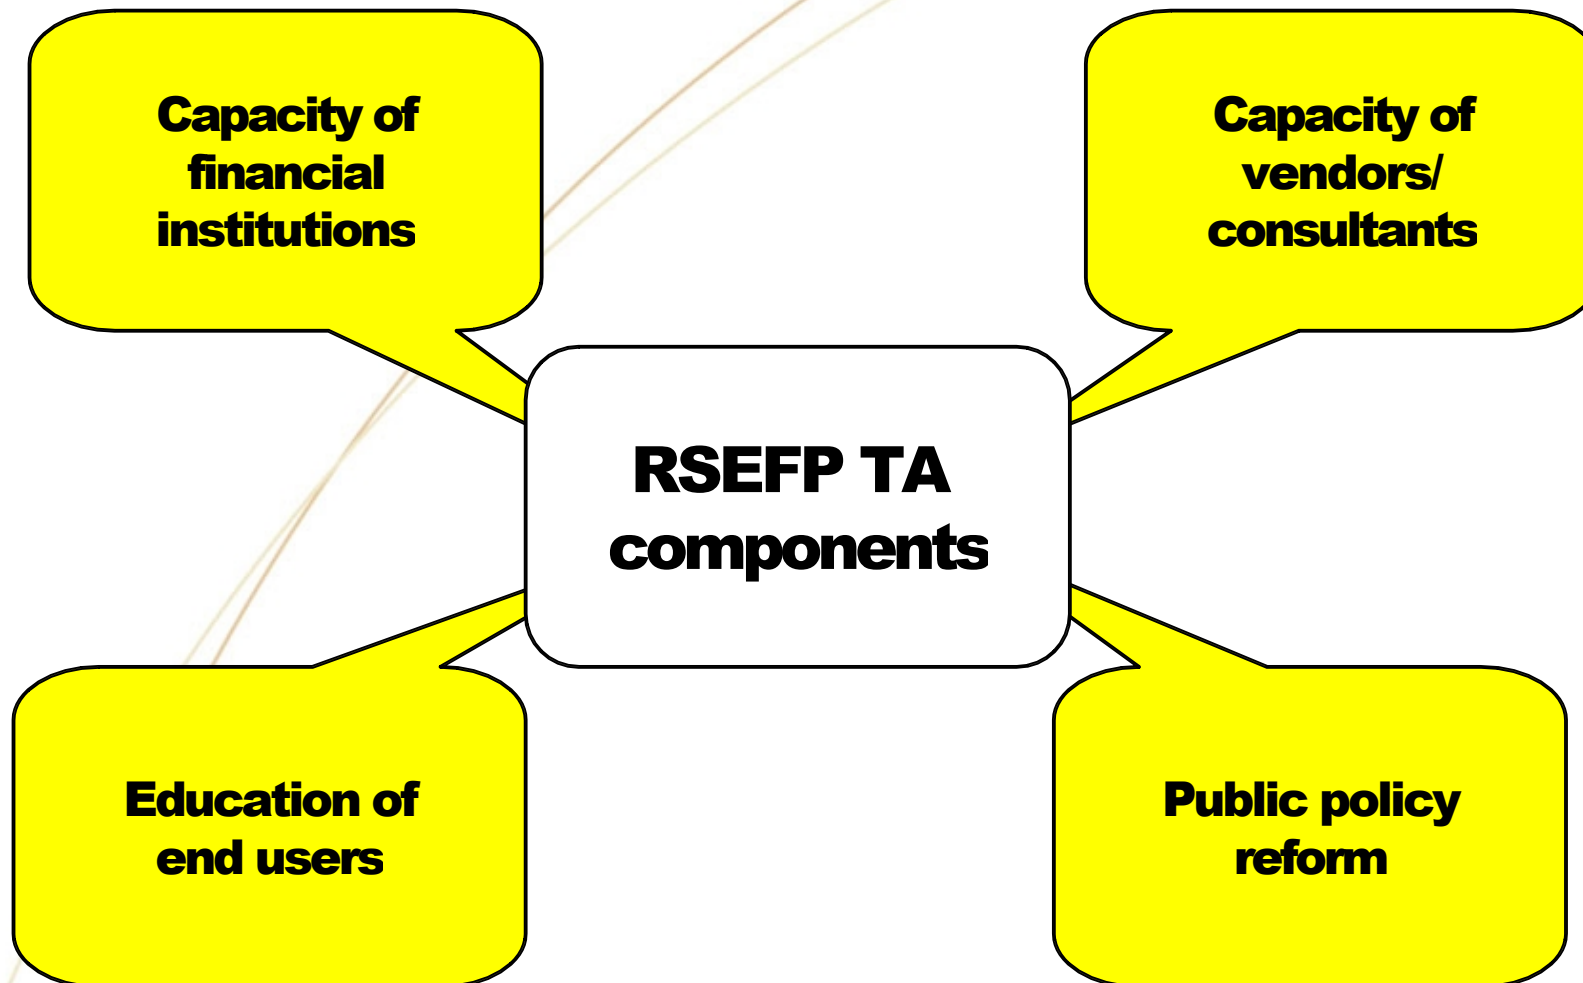 Capacity of
financial
institutions
Capacity of
vendors/
consultants
RSEFP TA
components
Education of
end users
Public policy
reform